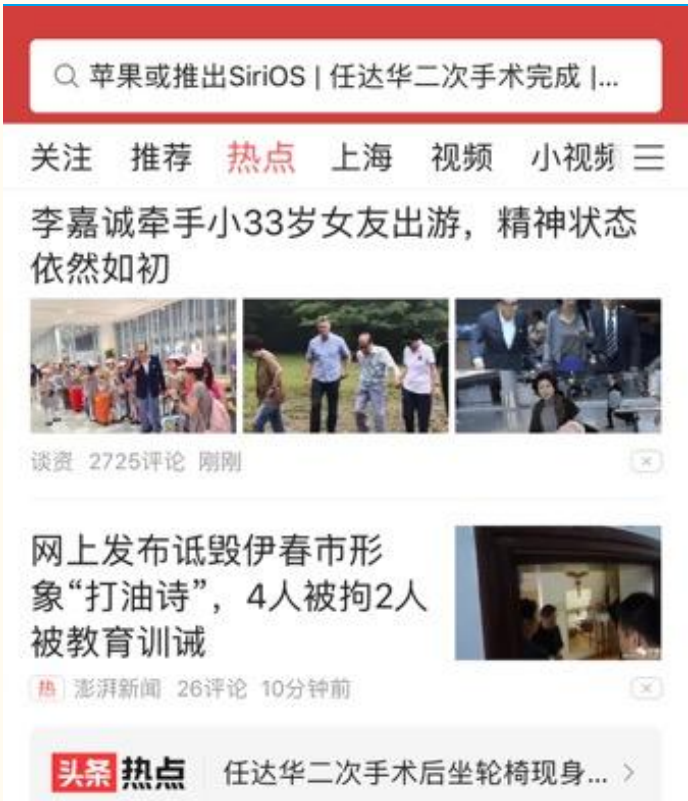 苹果或推出SiriOS | 任达华二次手术完成 |...
关注 推荐 热点 上海 视频 小视频
李嘉诚牵手小33岁女友出游，精神状态
依然如初
谈资 2725评论 刚刚
网上发布诋毁伊春市形
象“打油诗”，4人被拘2人
被教育训诫
热 澎湃新闻 26评论 10分钟前
头条热点 任达华二次手术后坐轮椅现身...